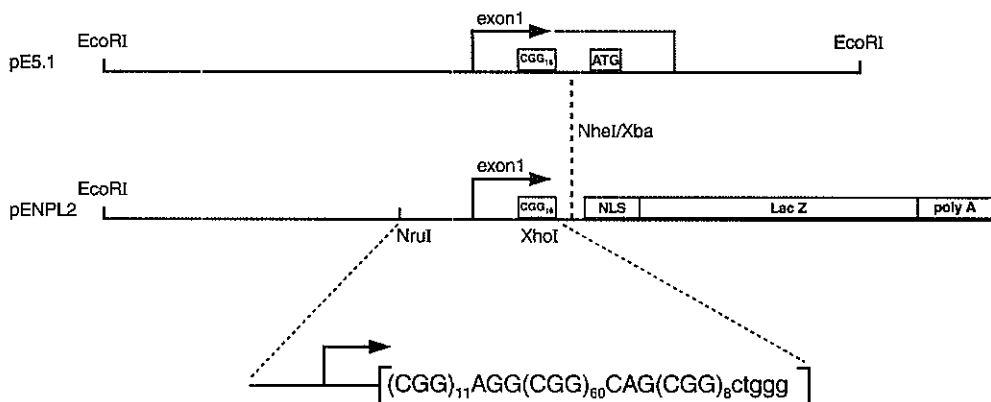 exon1
EcoRI
EcoRI
pE5.1
CGG₁₆
ATG
NheI/Xba
exon1
EcoRI
pENPL2
CGG₁₆
NLS
Lac Z
poly A
NruI
XhoI
(CGG)₁₁AGG(CGG)₆₀CAG(CGG)₈ctggg